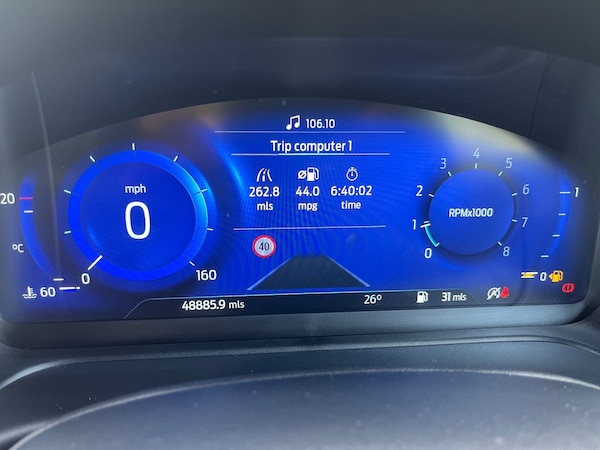 106.10
Trip computer 1
262.8 44.0 6:40:02
mls mpg time
mph
0
0 160
40
20
°C
60
RPMx1000
0 1 2 3 4 5 6 7 8
1
0
48885.9 mls 26° 31 mls